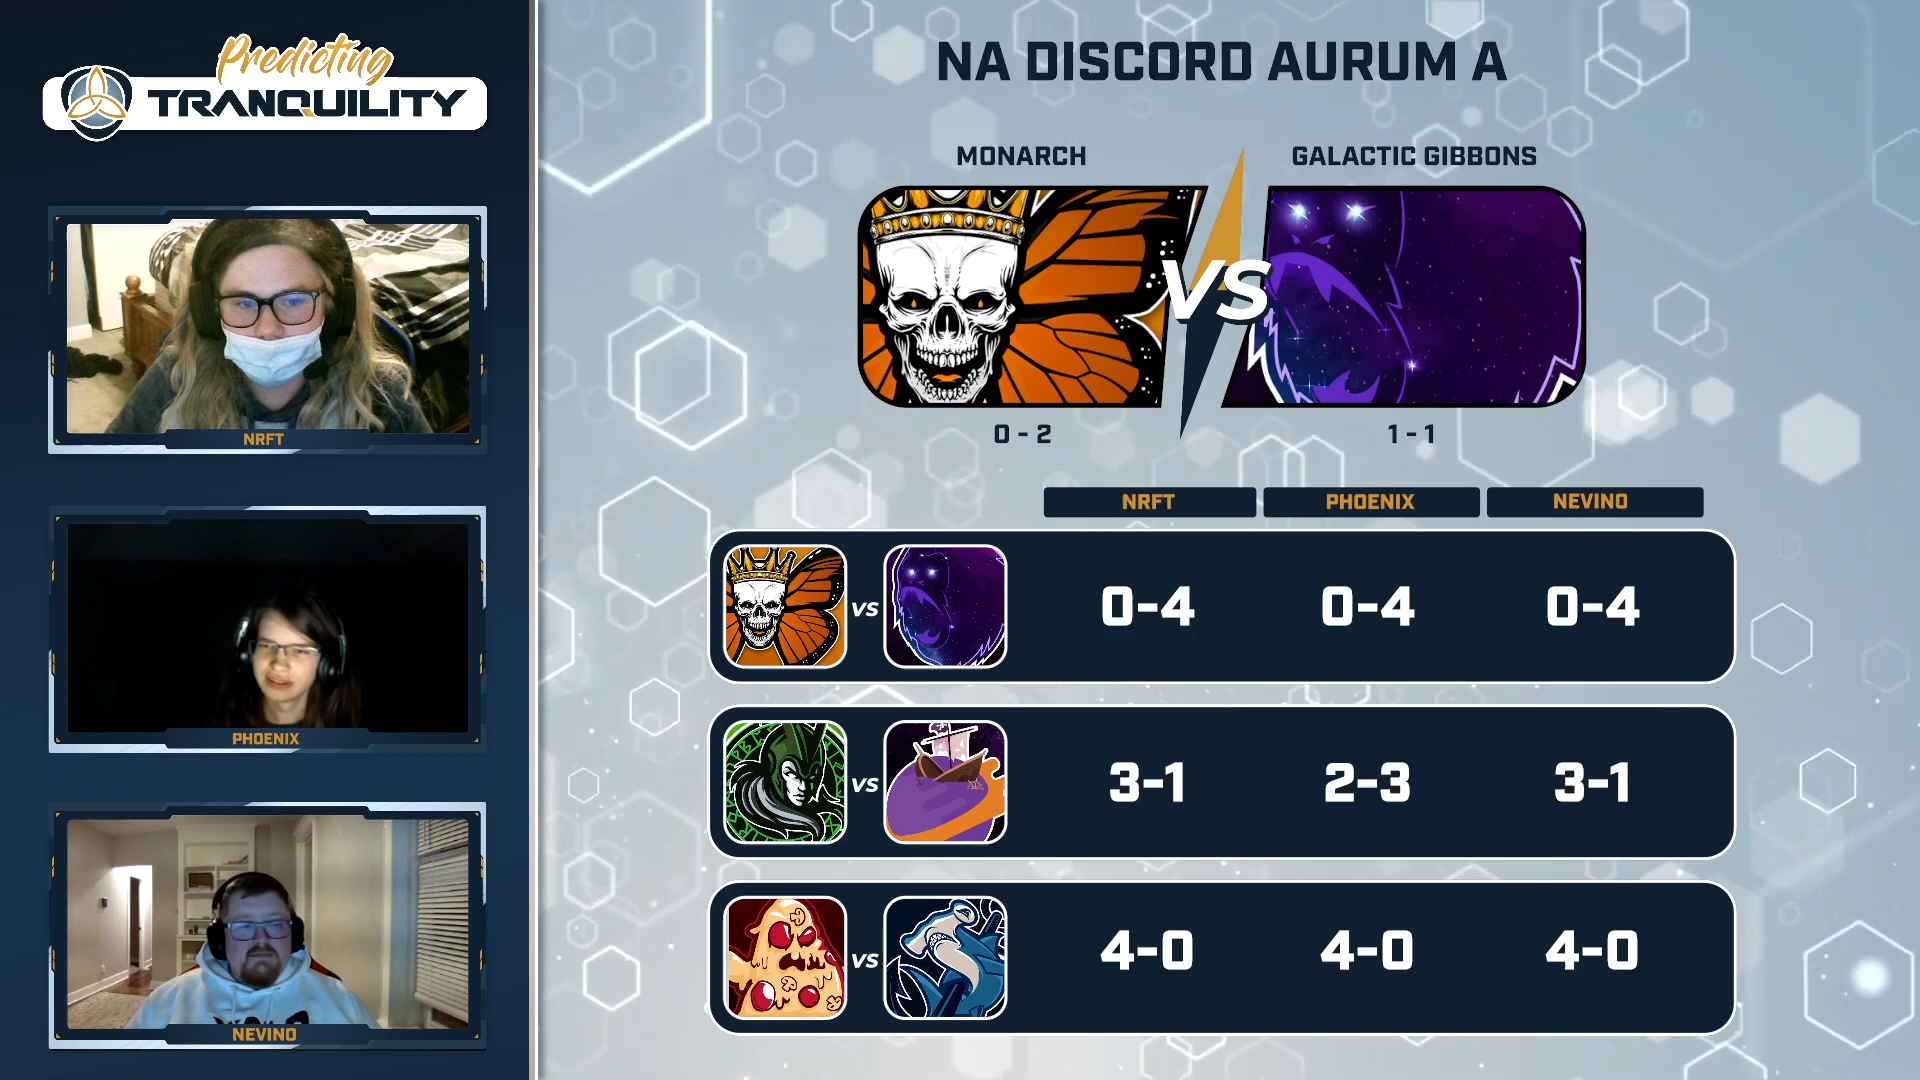 Predicting
TRANQUILITY
NRFT
PHOENIX
NEVINO
NA DISCORD AURUM A
MONARCH
GALACTIC GIBBONS
VS
0 - 2
1 - 1
NRFT PHOENIX NEVINO
VS 0-4 0-4 0-4
VS 3-1 2-3 3-1
VS 4-0 4-0 4-0